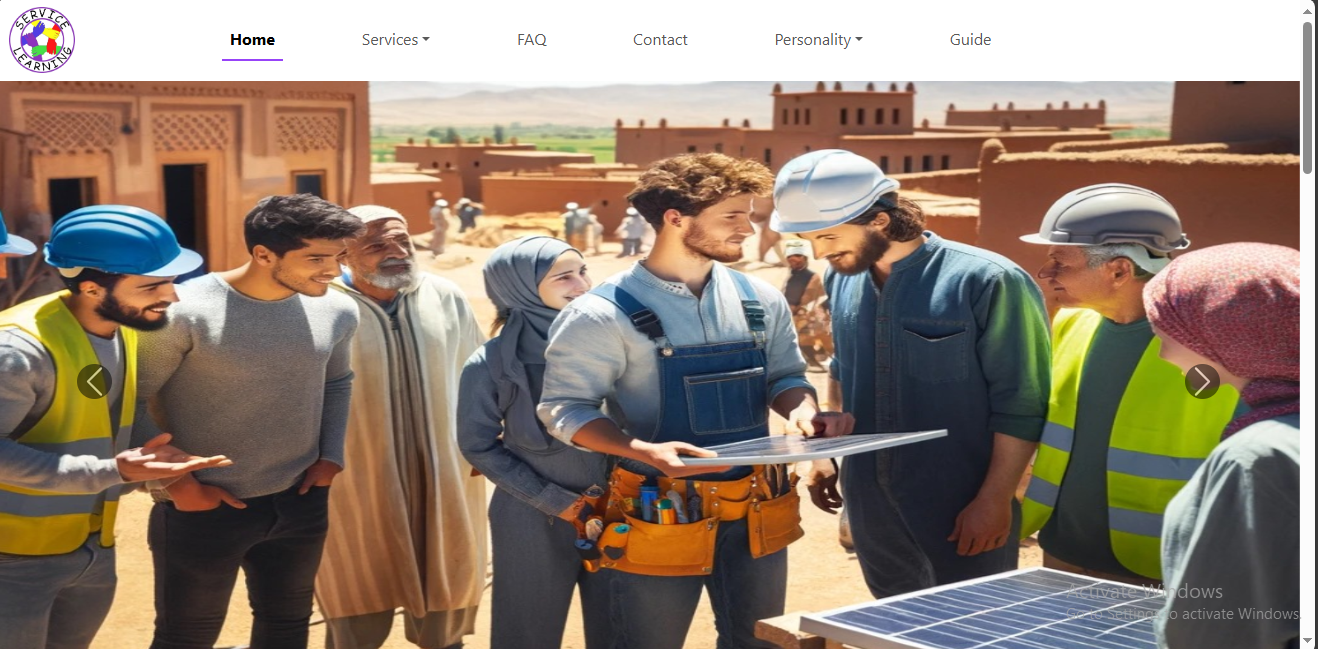 SERVICE
LEARNING
Home
Services
FAQ
Contact
Personality
Guide
Activate Windows
Go to Settings to activate Windows.